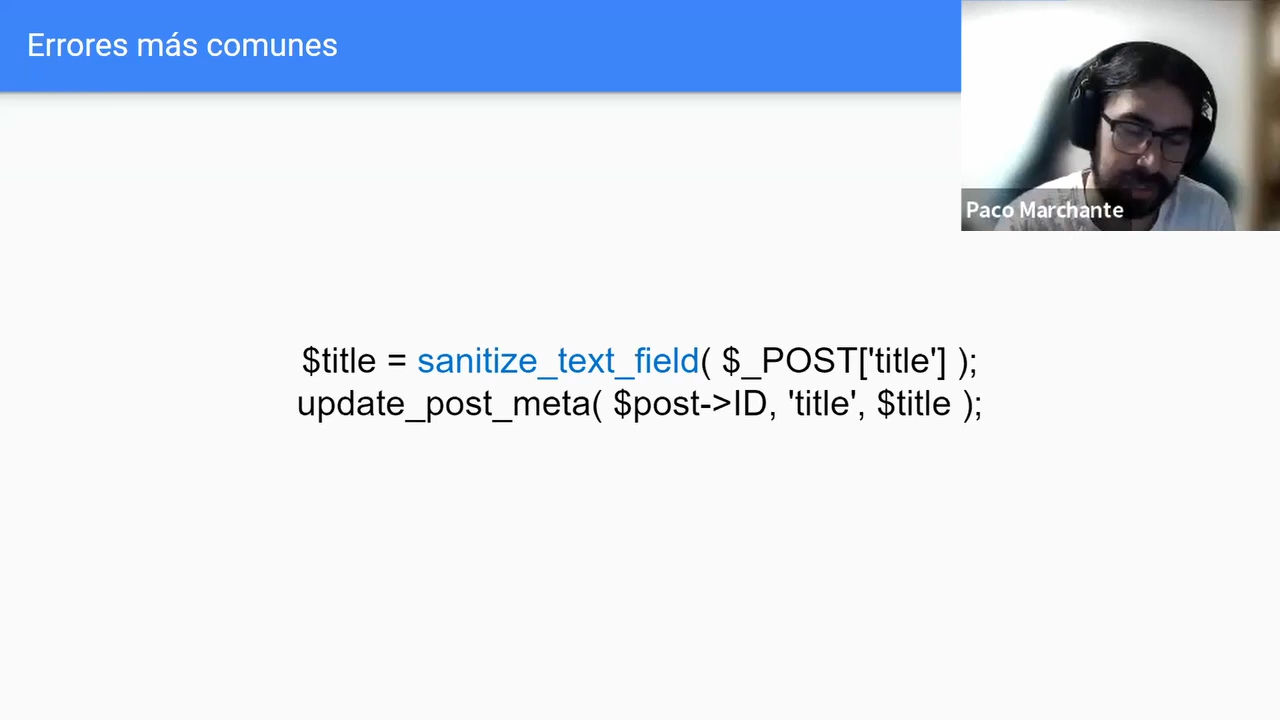 Errores más comunes
Paco Marchante
$title = sanitize_text_field( $_POST['title'] );
update_post_meta( $post->ID, 'title', $title );